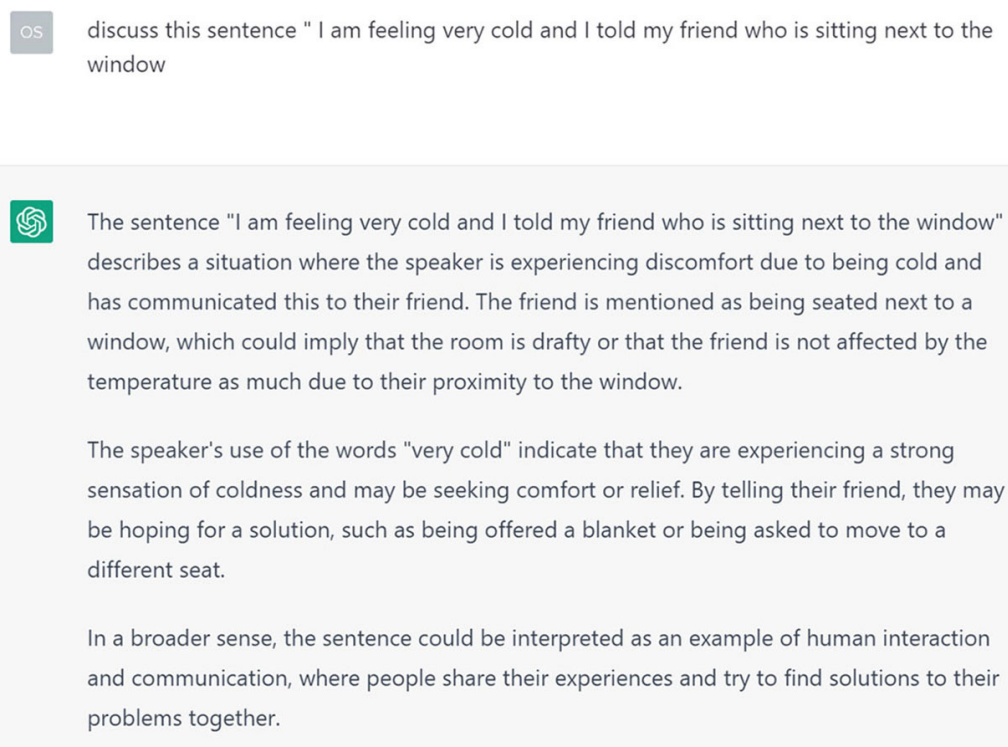 OS
discuss this sentence " I am feeling very cold and I told my friend who is sitting next to the
window
The sentence "I am feeling very cold and I told my friend who is sitting next to the window"
describes a situation where the speaker is experiencing discomfort due to being cold and
has communicated this to their friend. The friend is mentioned as being seated next to a
window, which could imply that the room is drafty or that the friend is not affected by the
temperature as much due to their proximity to the window.
The speaker's use of the words "very cold" indicate that they are experiencing a strong
sensation of coldness and may be seeking comfort or relief. By telling their friend, they may
be hoping for a solution, such as being offered a blanket or being asked to move to a
different seat.
In a broader sense, the sentence could be interpreted as an example of human interaction
and communication, where people share their experiences and try to find solutions to their
problems together.